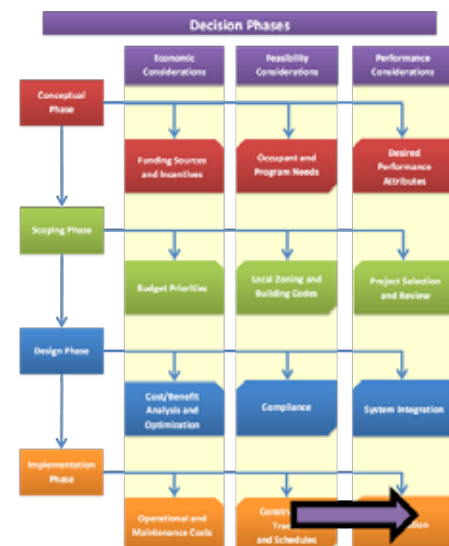 Decision Phases
Economic
Considerations
Feasibility
Considerations
Performance
Considerations
Conceptual
Phase
Funding Sources
and Incentives
Occupant and
Program Needs
Desired
Performance
Attributes
Scoping Phase
Budget Priorities
Local Zoning and
Building Codes
Project Selection
and Review
Design Phase
Cost/Benefit
Analysis and
Optimization
Compliance
System Integration
Implementation
Phase
Operational and
Maintenance Costs
and Schedules